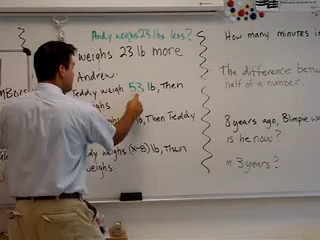 Andy weighs 23 lbs less?
weighs 23 lb more
Andrew.
Teddy weigh 53 lb, Then
weighs
lb, Then Teddy
weighs (x-8) lb, Then
weighs
How many minutes i
The difference betw
half of a number.
8 years ago, Blimpie w
is he now?
in 3 years?